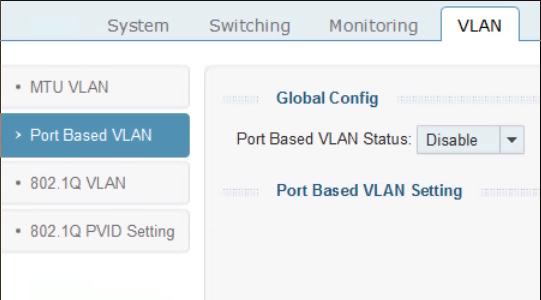 System Switching Monitoring VLAN
MTU VLAN
Port Based VLAN
802.1Q VLAN
802.1Q PVID Setting
Global Config
Port Based VLAN Status: Disable
Port Based VLAN Setting